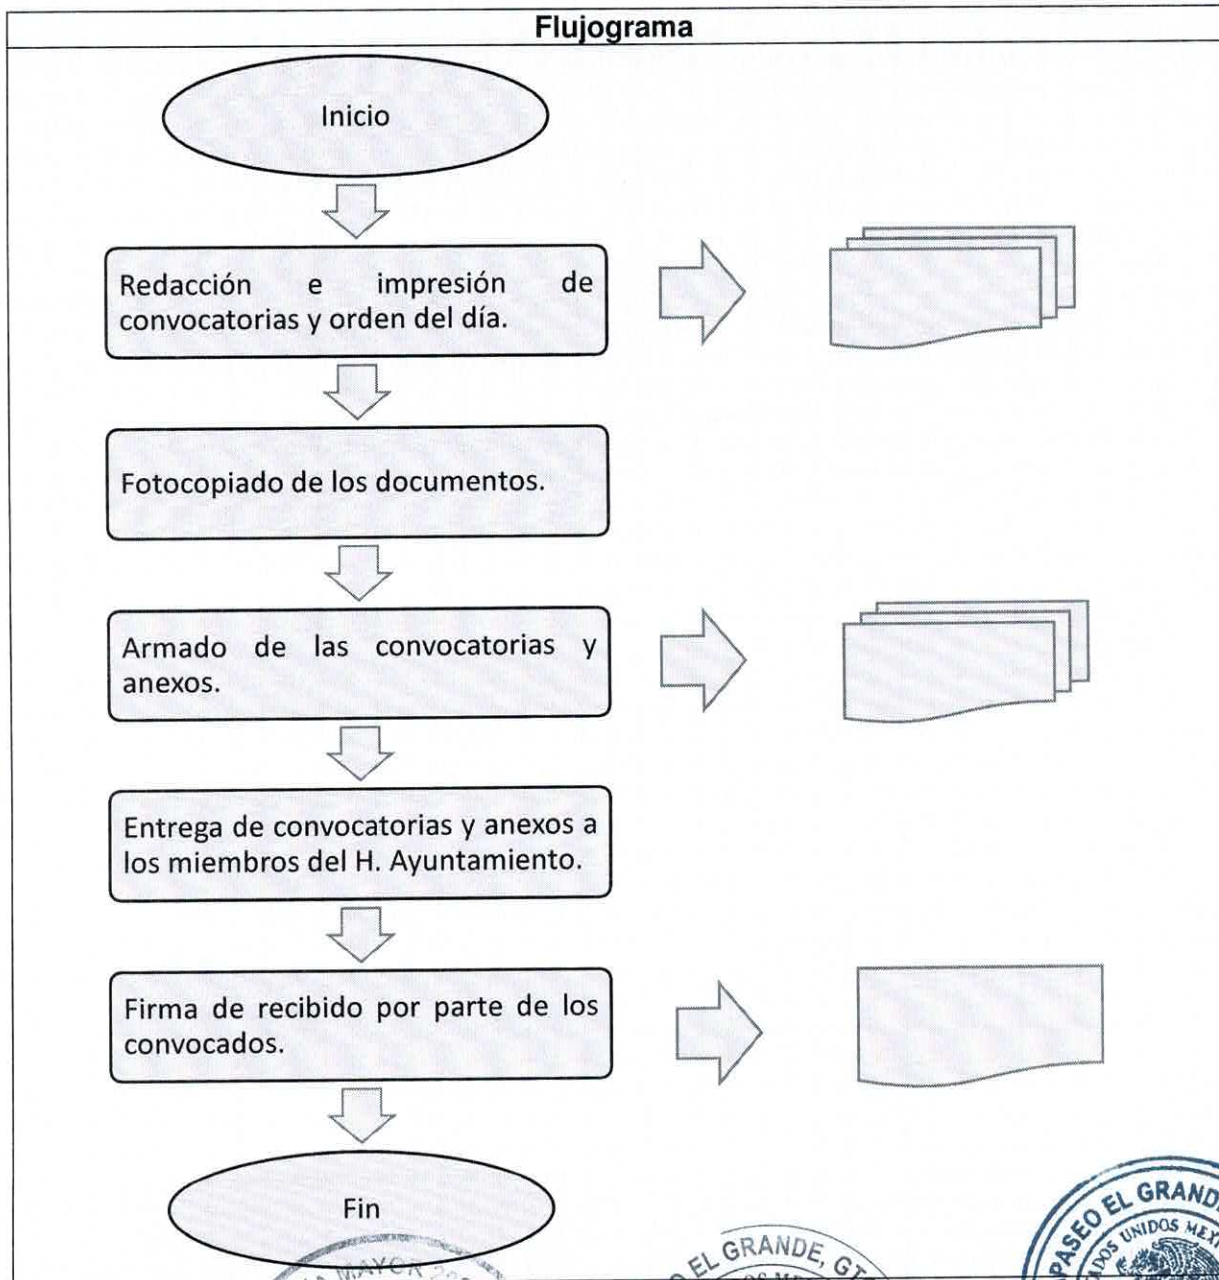 Flujograma
Inicio
Redacción e impresión de
convocatorias y orden del día.
Fotocopiado de los documentos.
Armado de las convocatorias y
anexos.
Entrega de convocatorias y anexos a
los miembros del H. Ayuntamiento.
Firma de recibido por parte de los
convocados.
Fin
MAYOR
EL GRANDE, GT
PASEO EL GRAND
UNIDOS MEX